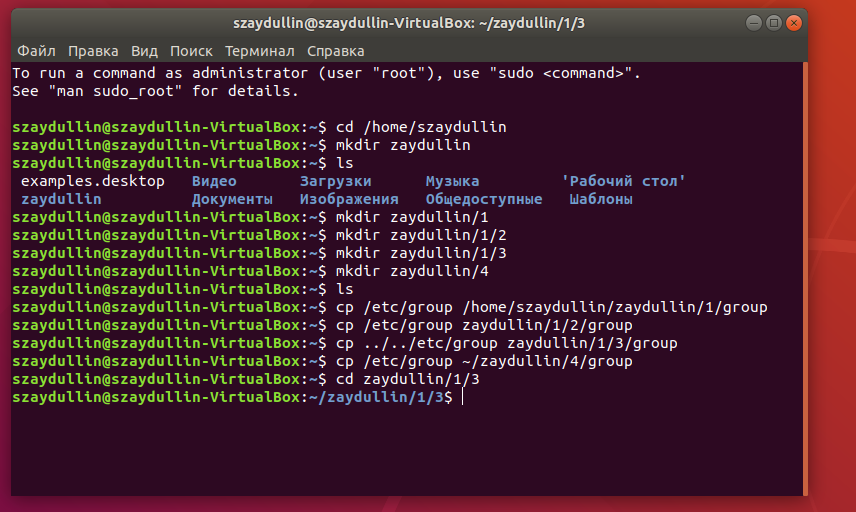 szaydullin@szaydullin-VirtualBox: ~/zaydullin/1/3
Файл Правка Вид Поиск Терминал Справка
To run a command as administrator (user "root"), use "sudo <command>".
See "man sudo_root" for details.
szaydullin@szaydullin-VirtualBox:~$ cd /home/szaydullin
szaydullin@szaydullin-VirtualBox:~$ mkdir zaydullin
szaydullin@szaydullin-VirtualBox:~$ ls
examples.desktop Видео Загрузки Музыка 'Рабочий стол'
zaydullin Документы Изображения Общедоступные Шаблоны
szaydullin@szaydullin-VirtualBox:~$ mkdir zaydullin/1
szaydullin@szaydullin-VirtualBox:~$ mkdir zaydullin/1/2
szaydullin@szaydullin-VirtualBox:~$ mkdir zaydullin/1/3
szaydullin@szaydullin-VirtualBox:~$ mkdir zaydullin/4
szaydullin@szaydullin-VirtualBox:~$ ls
szaydullin@szaydullin-VirtualBox:~$ cp /etc/group /home/szaydullin/zaydullin/1/group
szaydullin@szaydullin-VirtualBox:~$ cp /etc/group zaydullin/1/2/group
szaydullin@szaydullin-VirtualBox:~$ cp ../../etc/group zaydullin/1/3/group
szaydullin@szaydullin-VirtualBox:~$ cp /etc/group ~/zaydullin/4/group
szaydullin@szaydullin-VirtualBox:~$ cd zaydullin/1/3
szaydullin@szaydullin-VirtualBox:~/zaydullin/1/3$